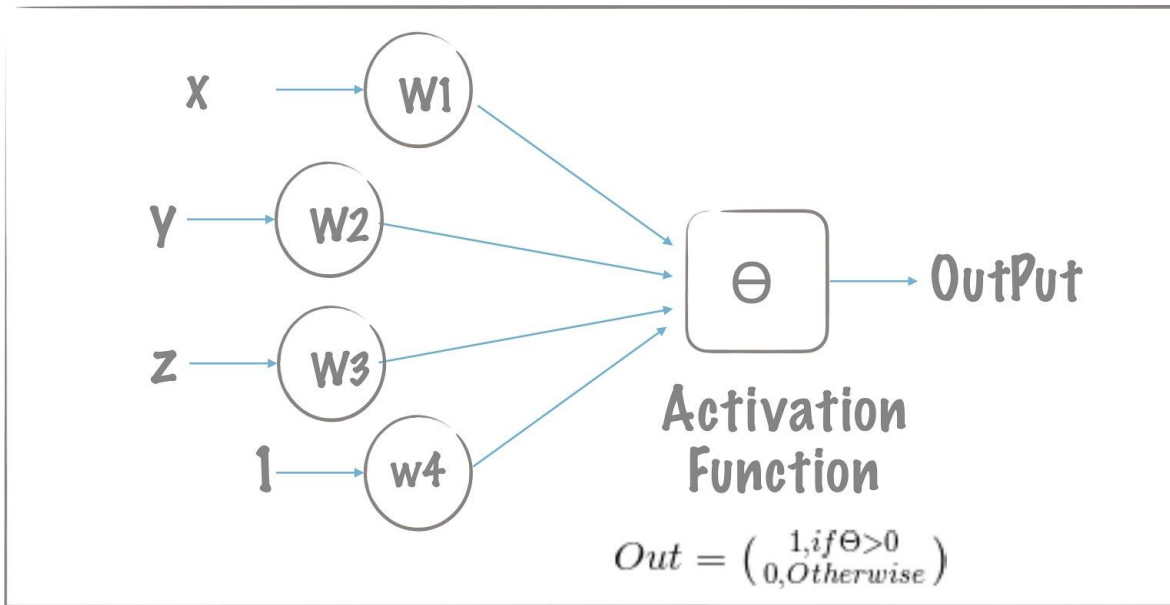 x
W1
y
W2
z
W3
1
w4
Θ
OutPut
Activation
Function
Out = ( 1,ifΘ>0
0,Otherwise )